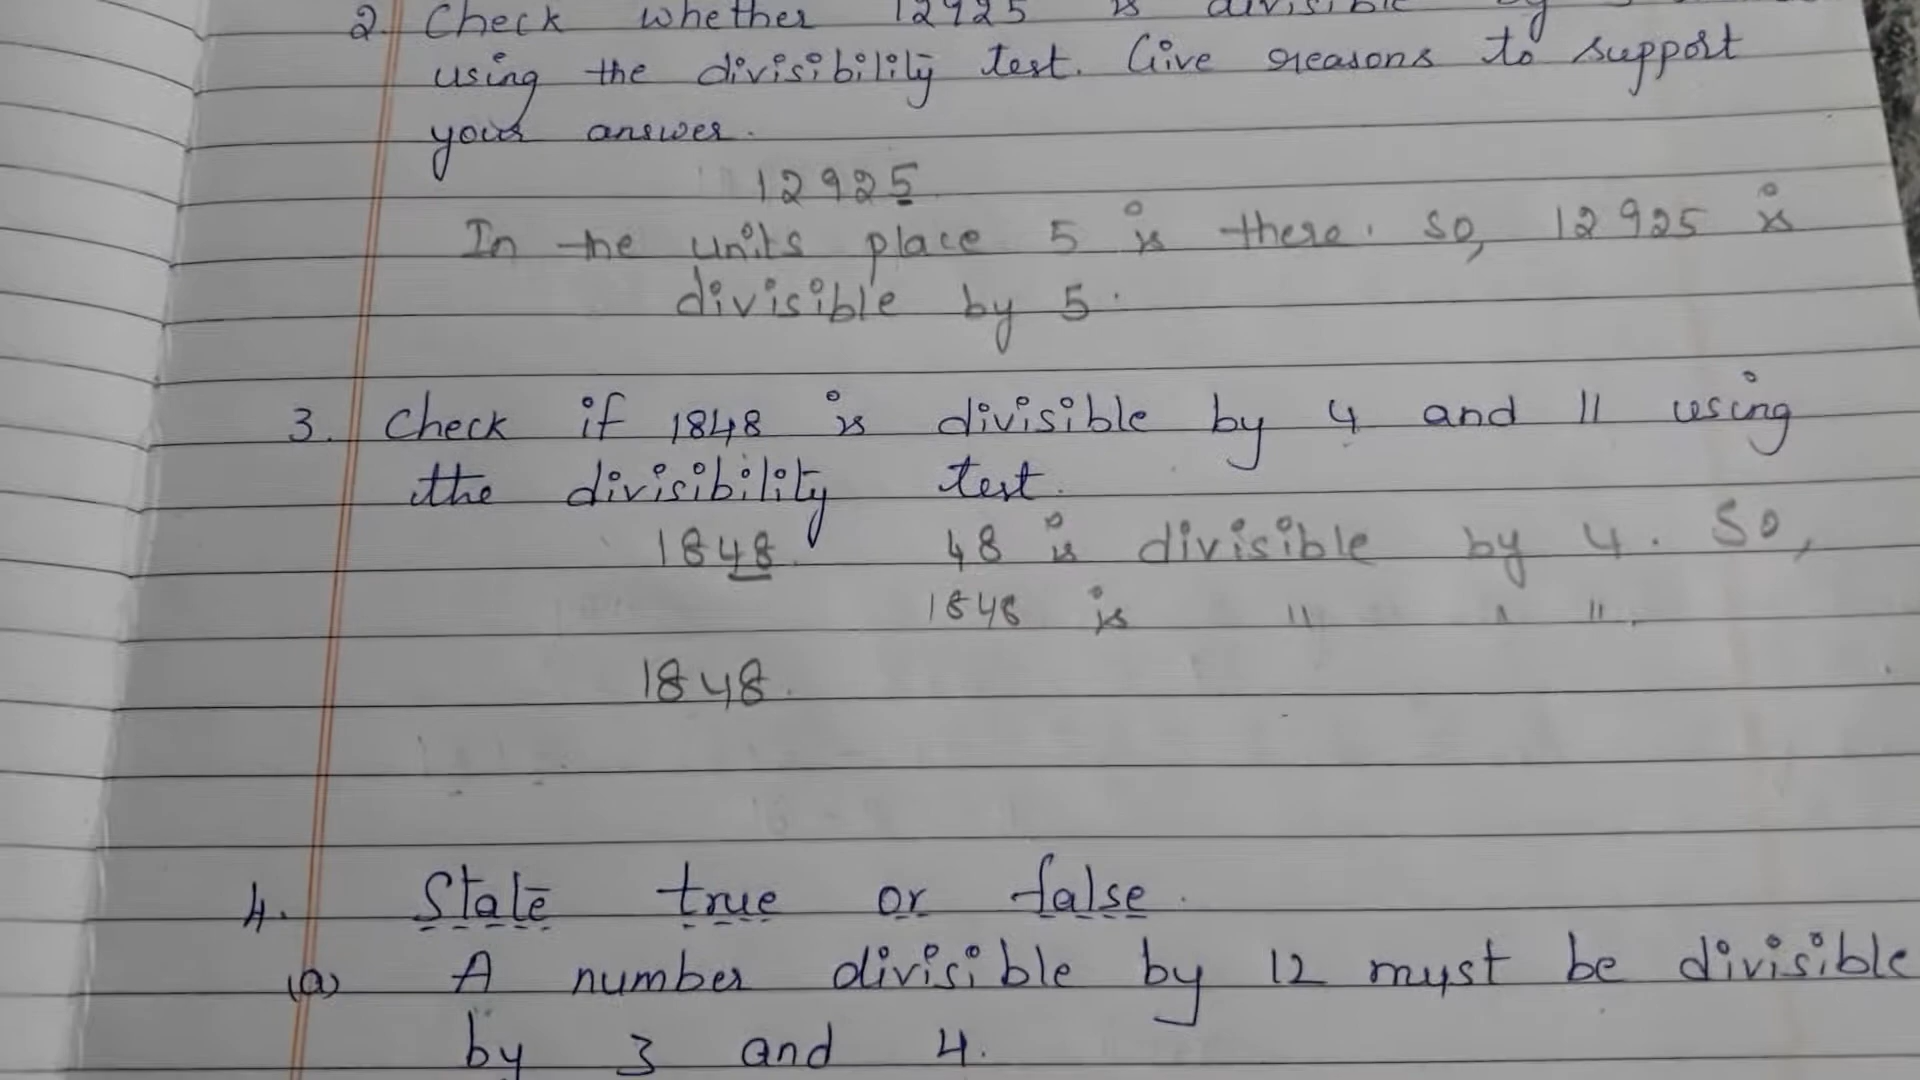 2. Check whether 12925 is divisible by
using the divisibility test. Give reasons to support
your answer.
12925
In the units place 5 is there. So, 12925 is
divisible by 5.
3. Check if 1848 is divisible by 4 and 11 using
the divisibility test.
1848 48 is divisible by 4. So,
1848 is " " ".
1848.
4. State true or false.
(a) A number divisible by 12 must be divisible
by 3 and 4.